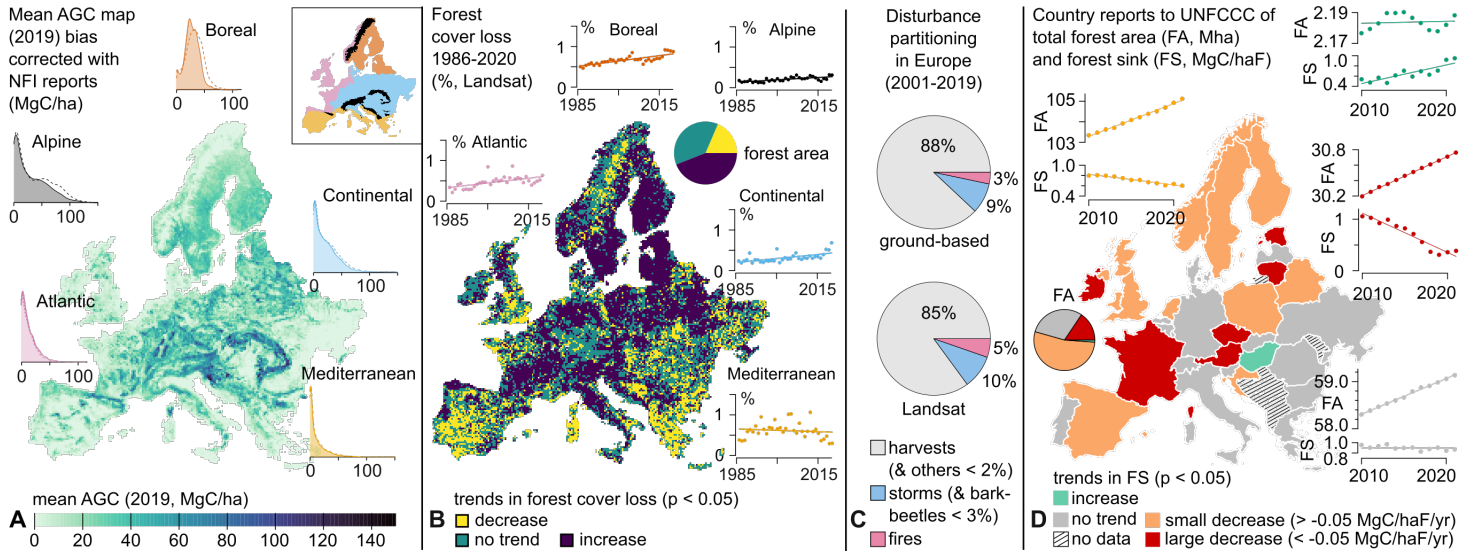 Mean AGC map
(2019) bias
corrected with
NFI reports
(MgC/ha)
Boreal
0 100
Alpine
0 100
Continental
0 100
Atlantic
0 100
Mediterranean
0 100
mean AGC (2019, MgC/ha)
A
0 20 40 60 80 100 120 140
Forest
cover loss
1986-2020
(%, Landsat)
% Boreal
1
0
1985 2015
% Alpine
1
0
1985 2015
% Atlantic
1
0
1985 2015
forest area
Continental
%
1
0
1985 2015
Mediterranean
%
1
0
1985 2015
trends in forest cover loss (p < 0.05)
B
decrease
no trend
increase
Disturbance
partitioning
in Europe
(2001-2019)
88%
3%
9%
ground-based
85%
5%
10%
Landsat
harvests
(& others < 2%)
storms (& bark-
beetles < 3%)
fires
C
Country reports to UNFCCC of
total forest area (FA, Mha)
and forest sink (FS, MgC/haF)
FA
2.19
2.17
FS
1.0
0.4
2010 2020
FA
105
103
FS
1.0
0.4
2010 2020
FA
30.8
30.2
FS
1
0
2010 2020
FA
FA
59.0
58.0
FS
1.0
0.8
2010 2020
trends in FS (p < 0.05)
D
increase
no trend
no data
small decrease (> -0.05 MgC/haF/yr)
large decrease (< -0.05 MgC/haF/yr)